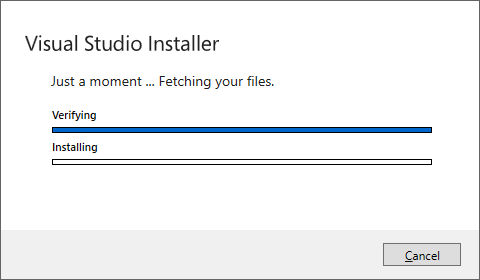 Visual Studio Installer
Just a moment ... Fetching your files.
Verifying
Installing
Cancel